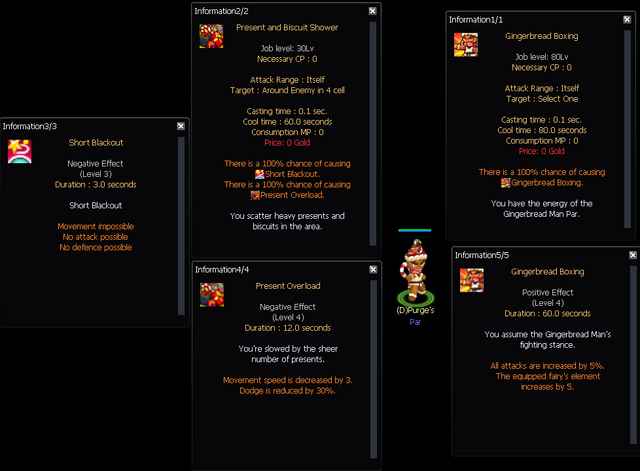 Information2/2
Present and Biscuit Shower
Job level: 30Lv
Necessary CP : 0
Attack Range : Itself
Target : Around Enemy in 4 cell
Casting time : 0.1 sec.
Cool time : 60.0 seconds
Consumption MP : 0
Price: 0 Gold
There is a 100% chance of causing
Short Blackout.
There is a 100% chance of causing
Present Overload.
You scatter heavy presents and
biscuits in the area.
Information1/1
Gingerbread Boxing
Job level: 80Lv
Necessary CP : 0
Attack Range : Itself
Target : Select One
Casting time : 0.1 sec.
Cool time : 80.0 seconds
Consumption MP : 0
Price: 0 Gold
There is a 100% chance of causing
Gingerbread Boxing.
You have the energy of the
Gingerbread Man Par.
Information3/3
Short Blackout
Negative Effect
(Level 3)
Duration : 3.0 seconds
Short Blackout
Movement impossible
No attack possible
No defence possible
Information4/4
Present Overload
Negative Effect
(Level 4)
Duration : 12.0 seconds
You're slowed by the sheer
number of presents.
Movement speed is decreased by 3.
Dodge is reduced by 30%.
(D)Purge's
Par
Information5/5
Gingerbread Boxing
Positive Effect
(Level 4)
Duration : 60.0 seconds
You assume the Gingerbread Man's
fighting stance.
All attacks are increased by 5%.
The equipped fairy's element
increases by 5.